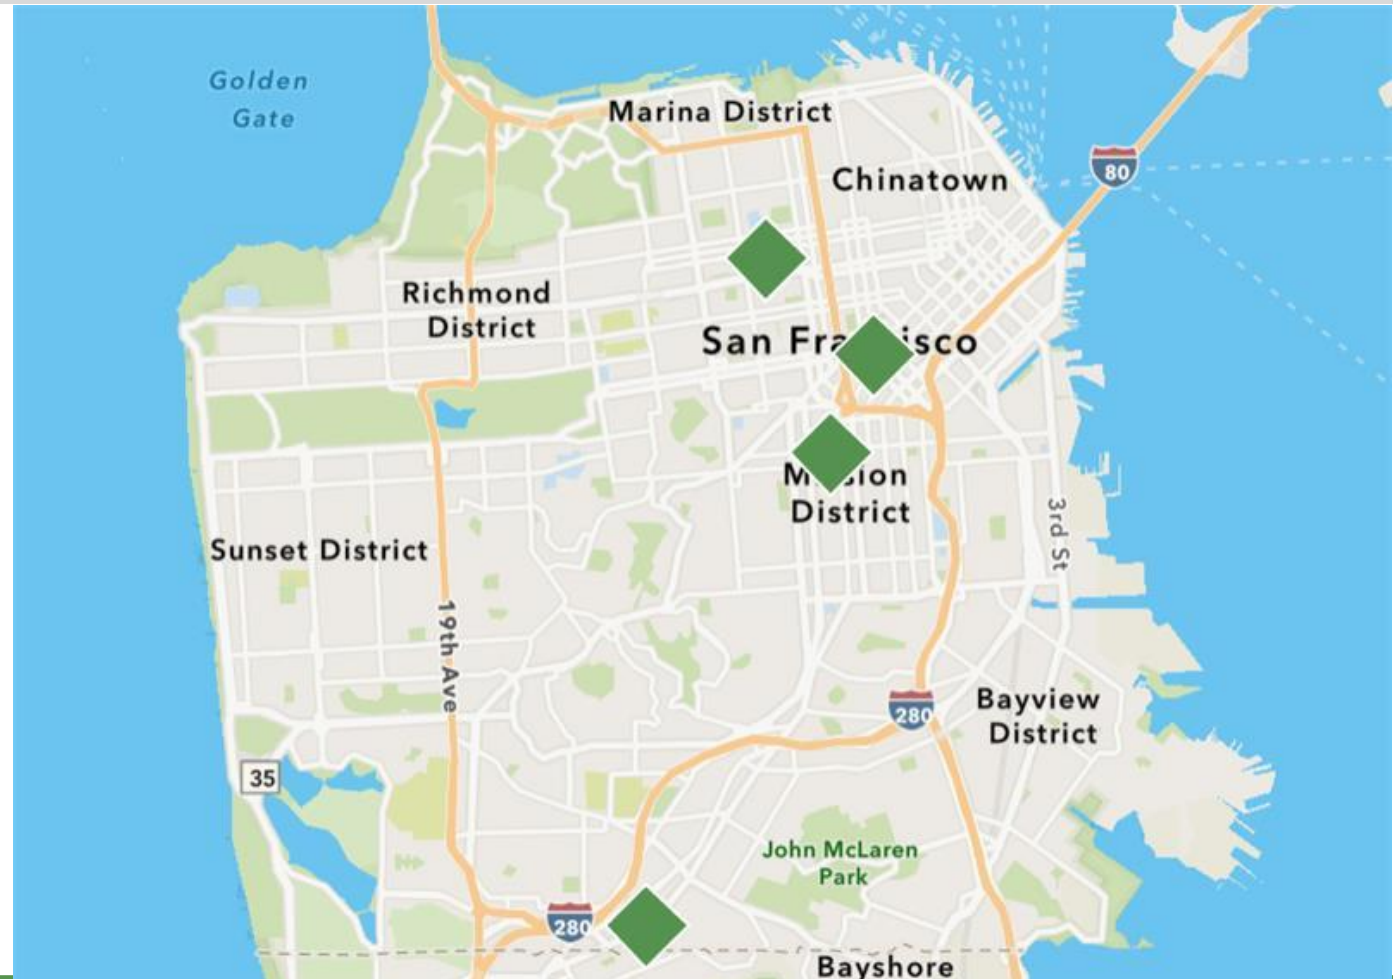 Golden
Gate
Marina District
Chinatown
80
Richmond
District
San Fra isco
M sion
District
3rd St
Sunset District
19th Ave
280
Bayview
District
35
John McLaren
Park
280
Bayshore